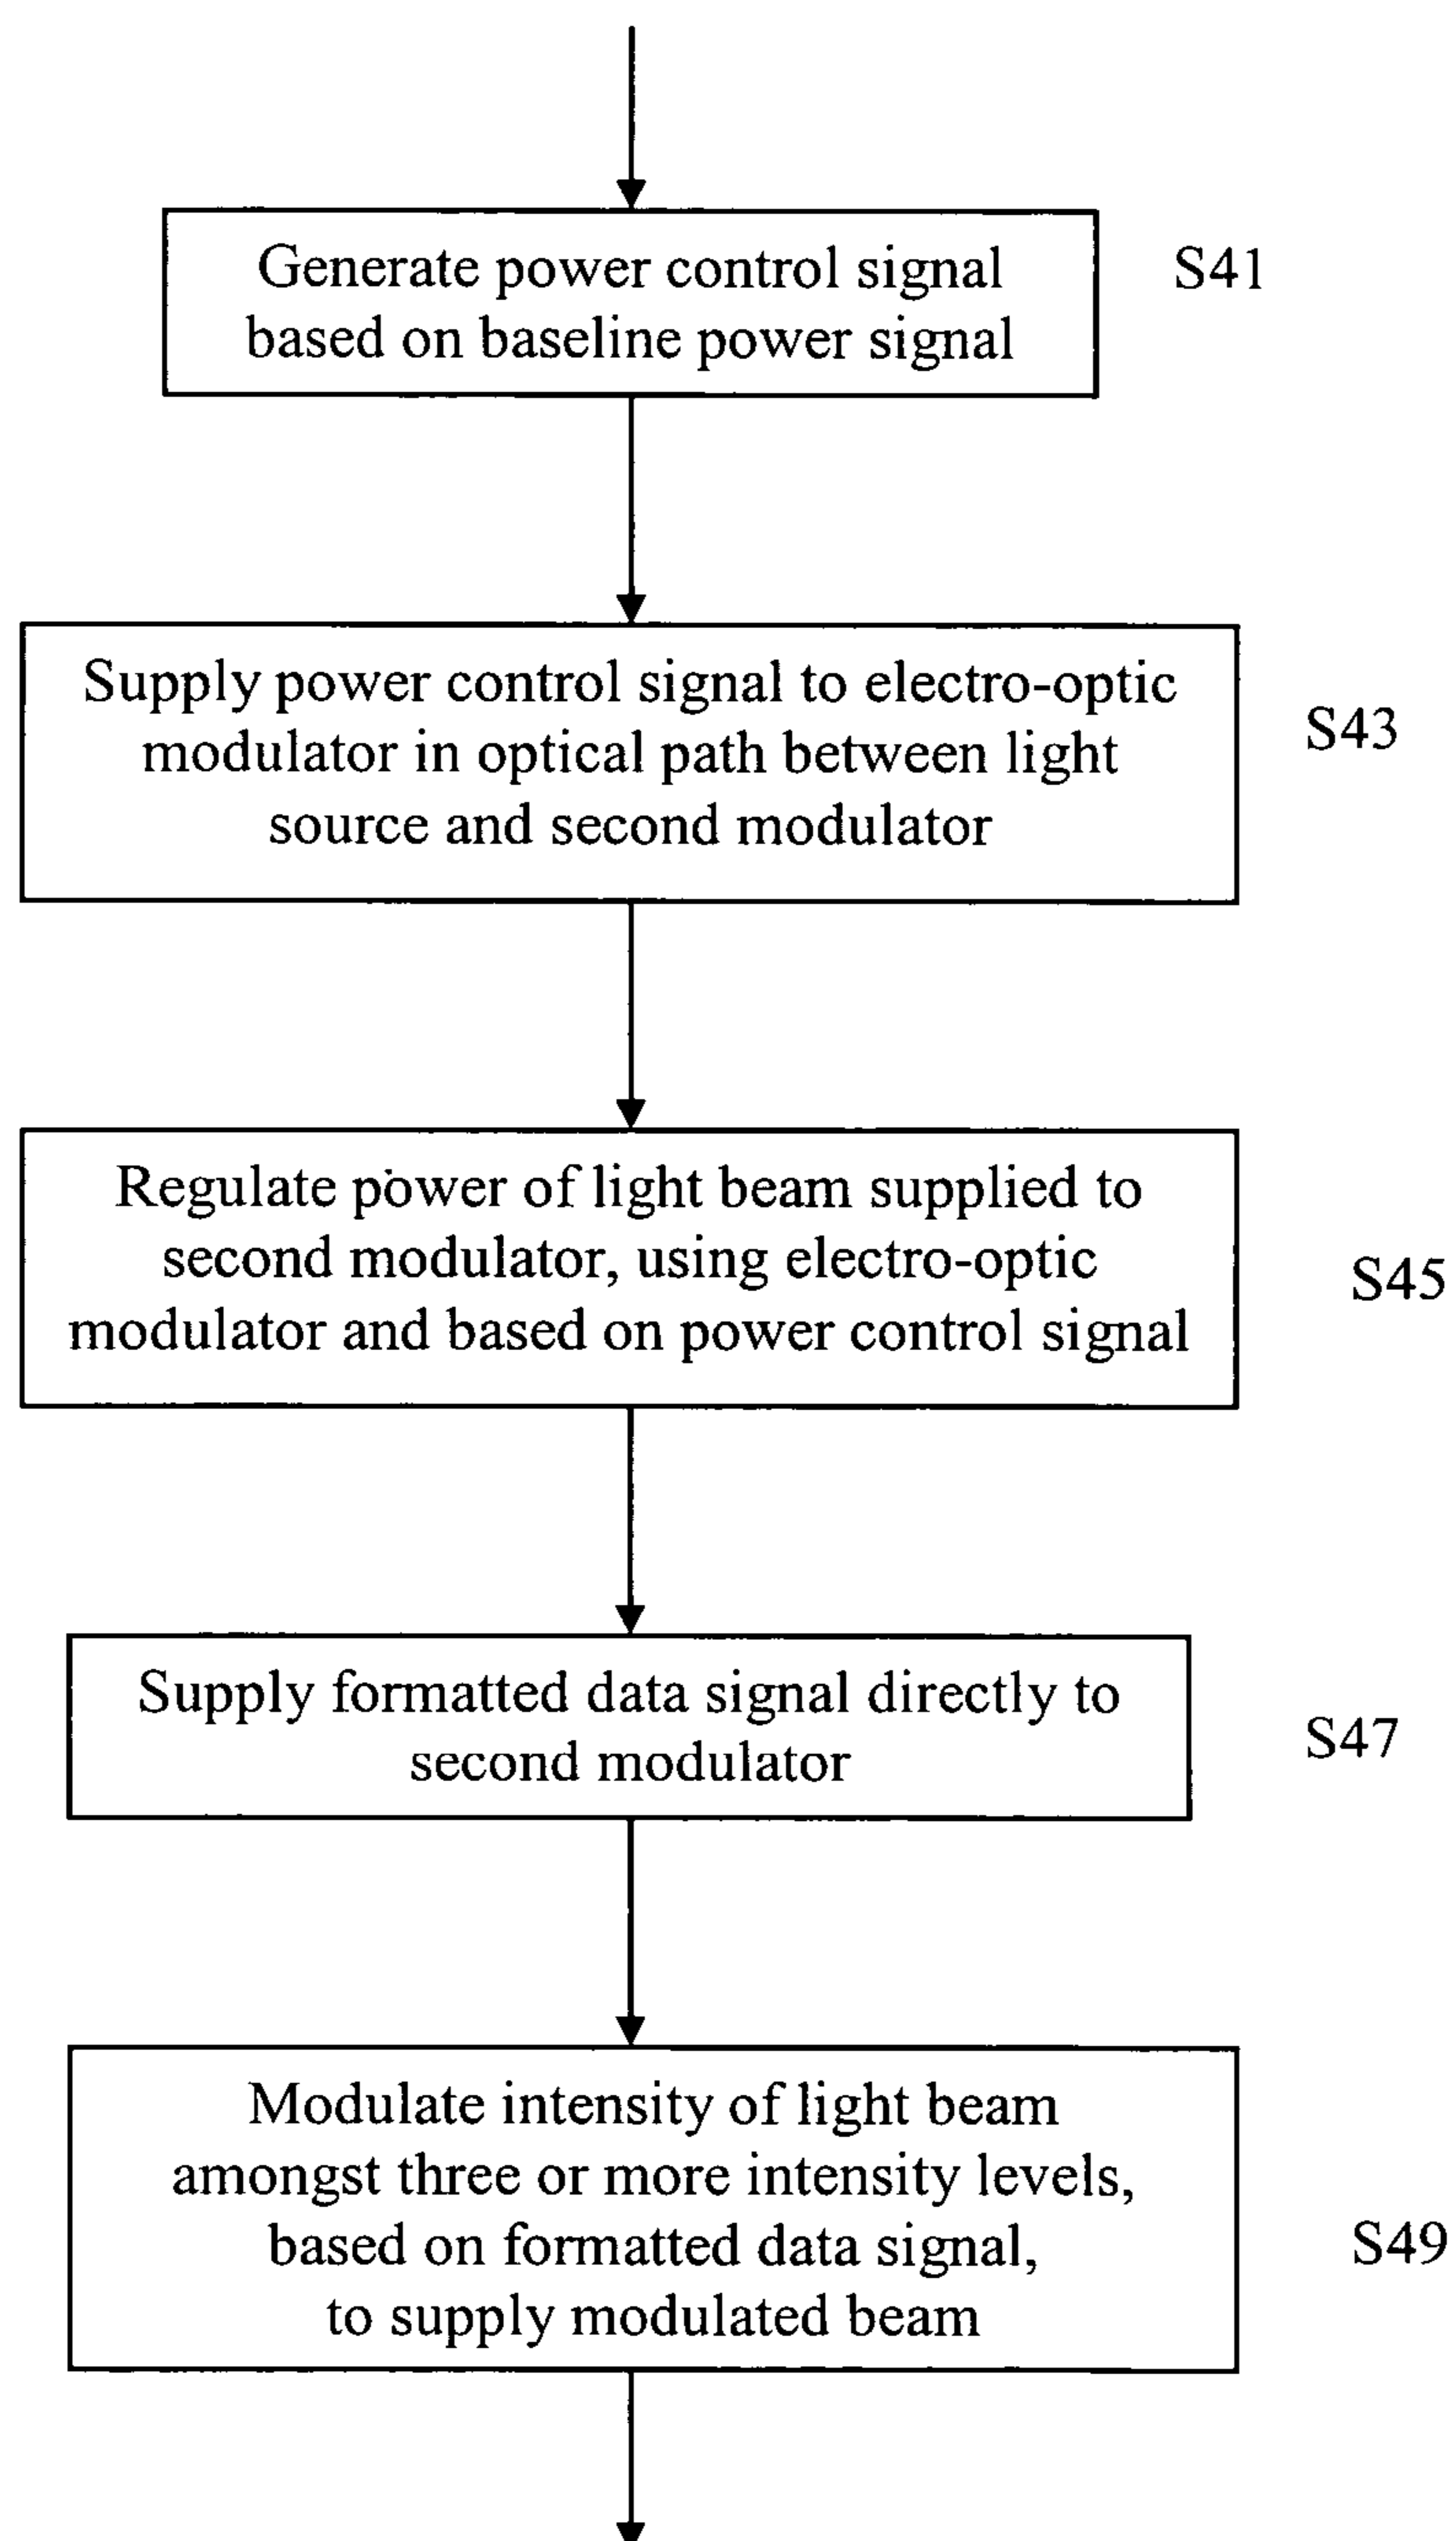 Generate power control signal
based on baseline power signal
S41
Supply power control signal to electro-optic
modulator in optical path between light
source and second modulator
S43
Regulate power of light beam supplied to
second modulator, using electro-optic
modulator and based on power control signal
S45
Supply formatted data signal directly to
second modulator
S47
Modulate intensity of light beam
amongst three or more intensity levels,
based on formatted data signal,
to supply modulated beam
S49